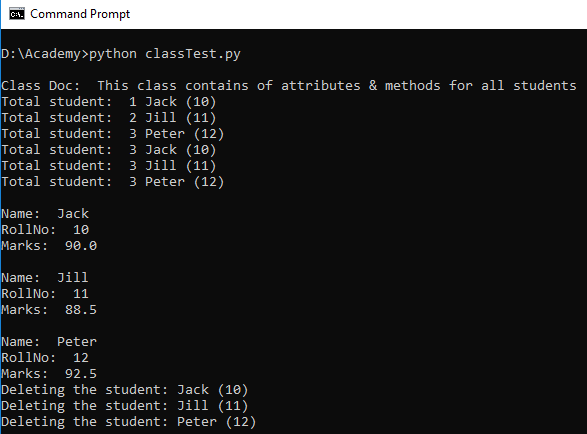 Command Prompt
D:\Academy>python classTest.py
Class Doc:  This class contains of attributes & methods for all students
Total student:  1 Jack (10)
Total student:  2 Jill (11)
Total student:  3 Peter (12)
Total student:  3 Jack (10)
Total student:  3 Jill (11)
Total student:  3 Peter (12)
Name:  Jack
RollNo:  10
Marks:  90.0
Name:  Jill
RollNo:  11
Marks:  88.5
Name:  Peter
RollNo:  12
Marks:  92.5
Deleting the student: Jack (10)
Deleting the student: Jill (11)
Deleting the student: Peter (12)